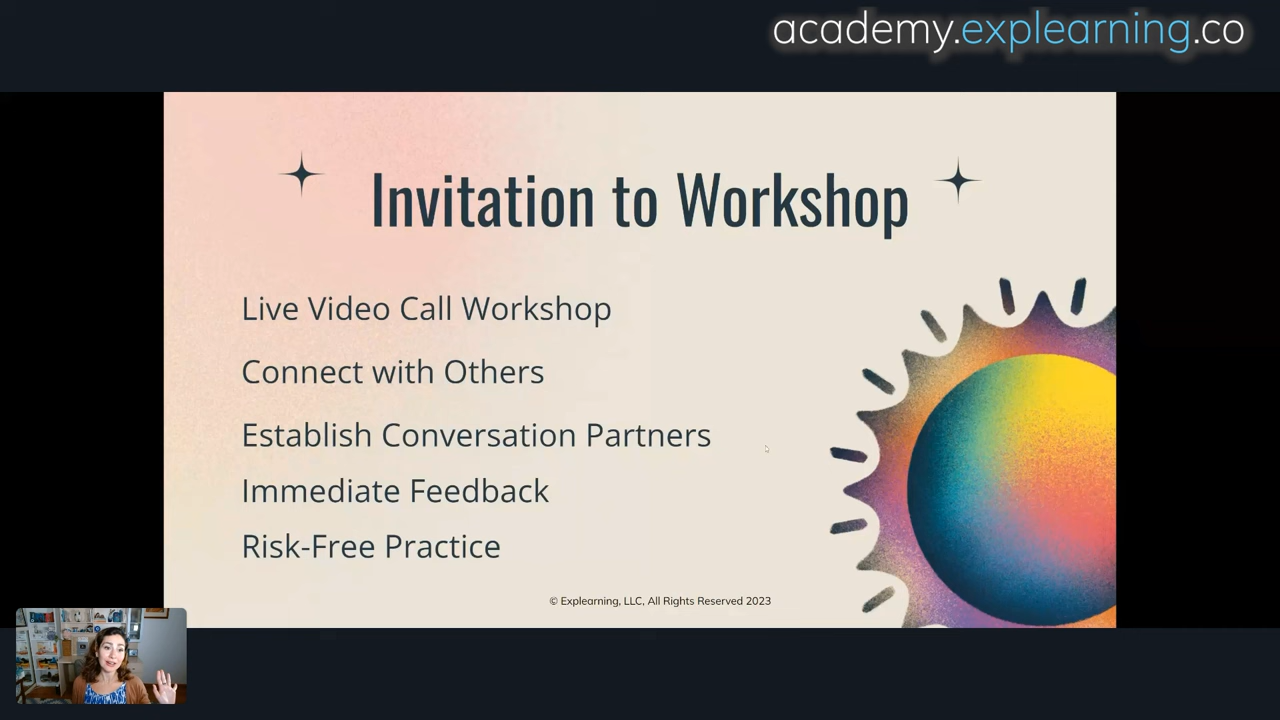 academy.explearning.co
Invitation to Workshop
Live Video Call Workshop
Connect with Others
Establish Conversation Partners
Immediate Feedback
Risk-Free Practice
© Explearning, LLC, All Rights Reserved 2023